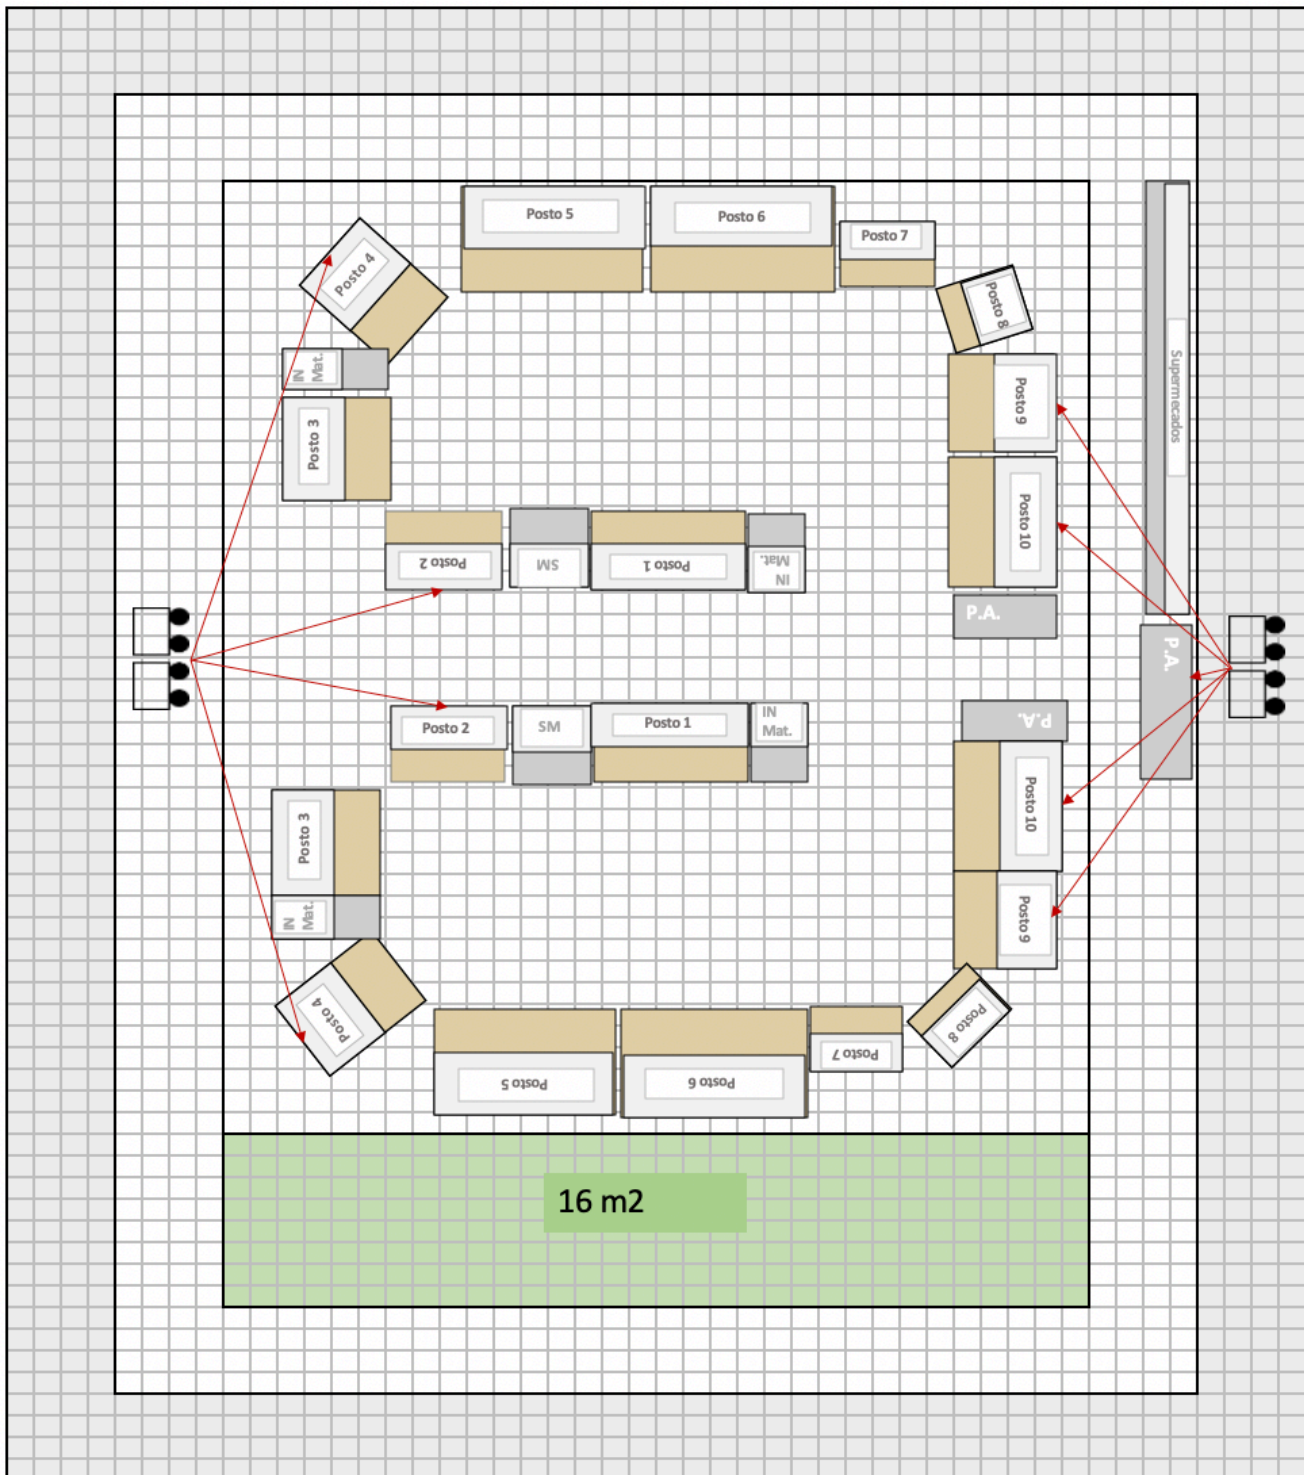 Posto 5
Posto 6
Posto 7
Posto 4
Posto 8
IN
Mat.
Posto 3
Posto 9
Supermecados
Posto 10
Posto 2
SM
Posto 1
IN
Mat.
P.A.
P.A.
Posto 2
SM
Posto 1
IN
Mat.
P.A.
Posto 3
Posto 10
IN
Mat.
Posto 9
Posto 4
Posto 8
Posto 5
Posto 6
Posto 7
16 m2